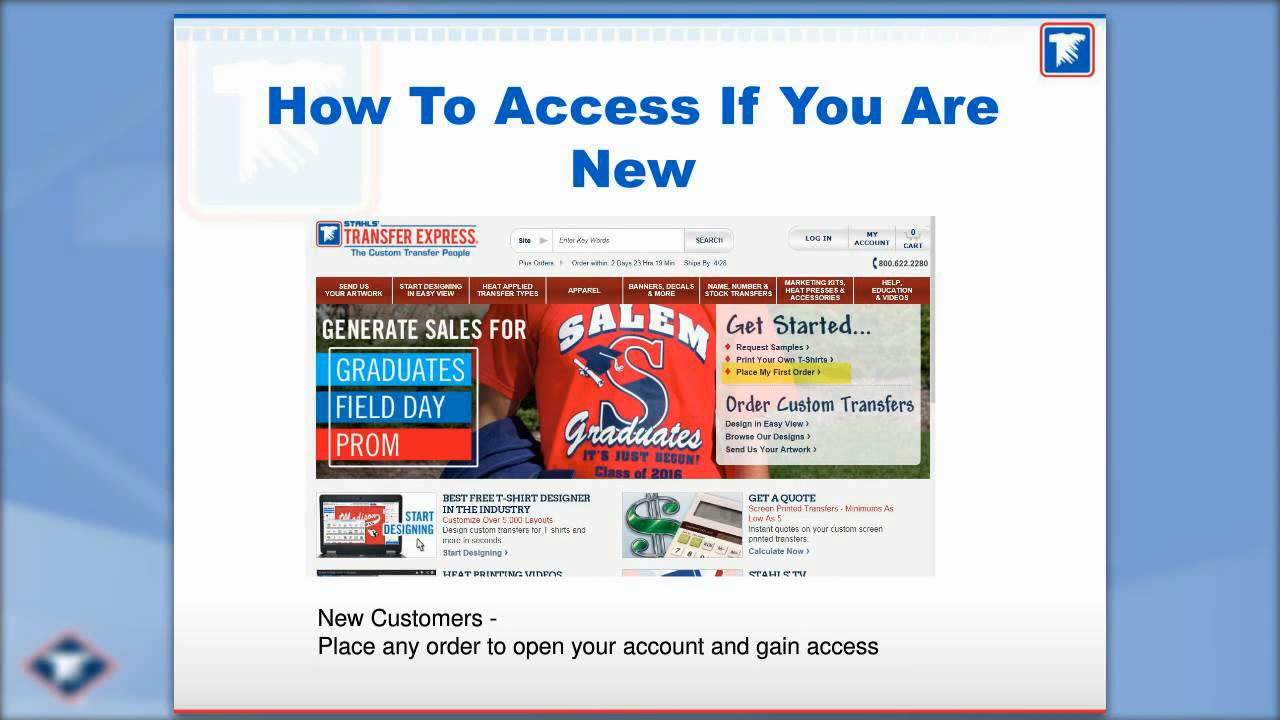 How To Access If You Are
New
STAHLS'
TRANSFER EXPRESS
The Custom Transfer People
Site
Enter Key Words
SEARCH
LOG IN
MY
ACCOUNT
0
CART
Plus Orders
Order within: 2 Days 23 Hrs 19 Min
Ships By: 4/28
800.622.2280
SEND US
YOUR ARTWORK
START DESIGNING
IN EASY VIEW
HEAT APPLIED
TRANSFER TYPES
APPAREL
BANNERS, DECALS
& MORE
NAME, NUMBER &
STOCK TRANSFERS
MARKETING KITS,
HEAT PRESSES &
ACCESSORIES
HELP,
EDUCATION
& VIDEOS
GENERATE SALES FOR
GRADUATES
FIELD DAY
PROM
SALEM
S
Graduates
IT'S JUST BEGUN!
Class of 2016
Get Started...
Request Samples ›
Print Your Own T-Shirts ›
Place My First Order ›
Order Custom Transfers
Design in Easy View ›
Browse Our Designs ›
Send Us Your Artwork ›
START
DESIGNING
BEST FREE T-SHIRT DESIGNER
IN THE INDUSTRY
Customize Over 5,000 Layouts
Design custom transfers for T shirts and
more in seconds.
Start Designing ›
GET A QUOTE
Screen Printed Transfers - Minimums As
Low As 5
Instant quotes on your custom screen
printed transfers.
Calculate Now ›
HEAT PRINTING VIDEOS
STAHLS' TV
New Customers -
Place any order to open your account and gain access